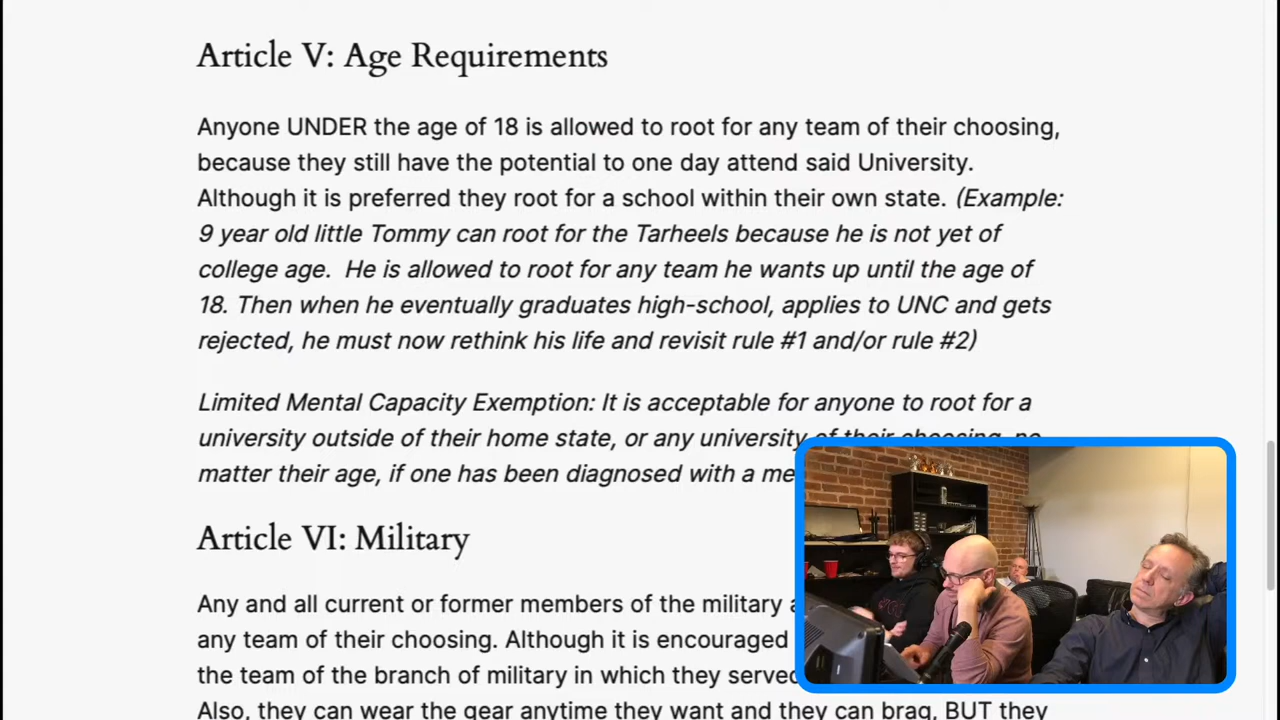 Article V: Age Requirements
Anyone UNDER the age of 18 is allowed to root for any team of their choosing,
because they still have the potential to one day attend said University.
Although it is preferred they root for a school within their own state. (Example:
9 year old little Tommy can root for the Tarheels because he is not yet of
college age.  He is allowed to root for any team he wants up until the age of
18. Then when he eventually graduates high-school, applies to UNC and gets
rejected, he must now rethink his life and revisit rule #1 and/or rule #2)
Limited Mental Capacity Exemption: It is acceptable for anyone to root for a
university outside of their home state, or any university of their choosing, no
matter their age, if one has been diagnosed with a me
Article VI: Military
Any and all current or former members of the military a
any team of their choosing. Although it is encouraged
the team of the branch of military in which they served
Also, they can wear the gear anytime they want and they can brag, BUT they